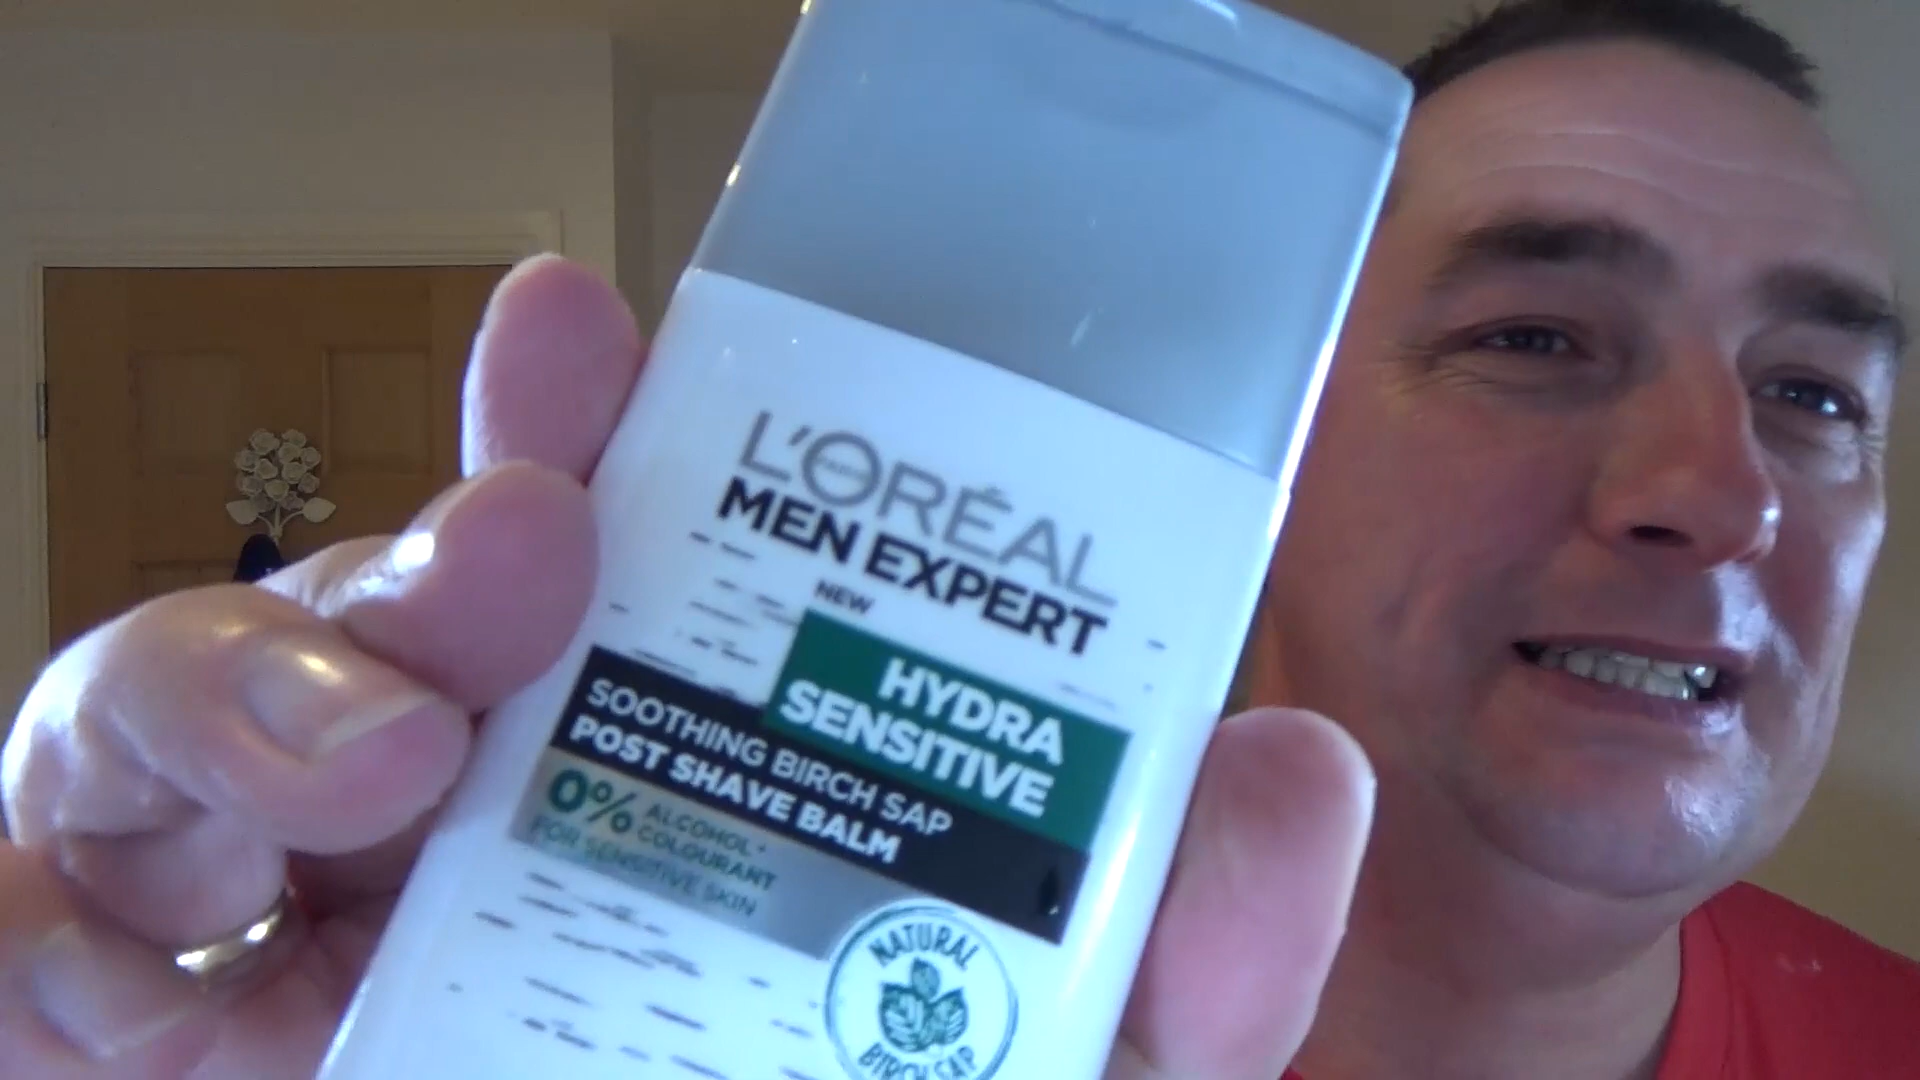 L'ORÉAL
MEN EXPERT
NEW
HYDRA
SENSITIVE
SOOTHING BIRCH SAP
POST SHAVE BALM
0% ALCOHOL•
COLOURANT
FOR SENSITIVE SKIN
NATURAL
BIRCH SAP